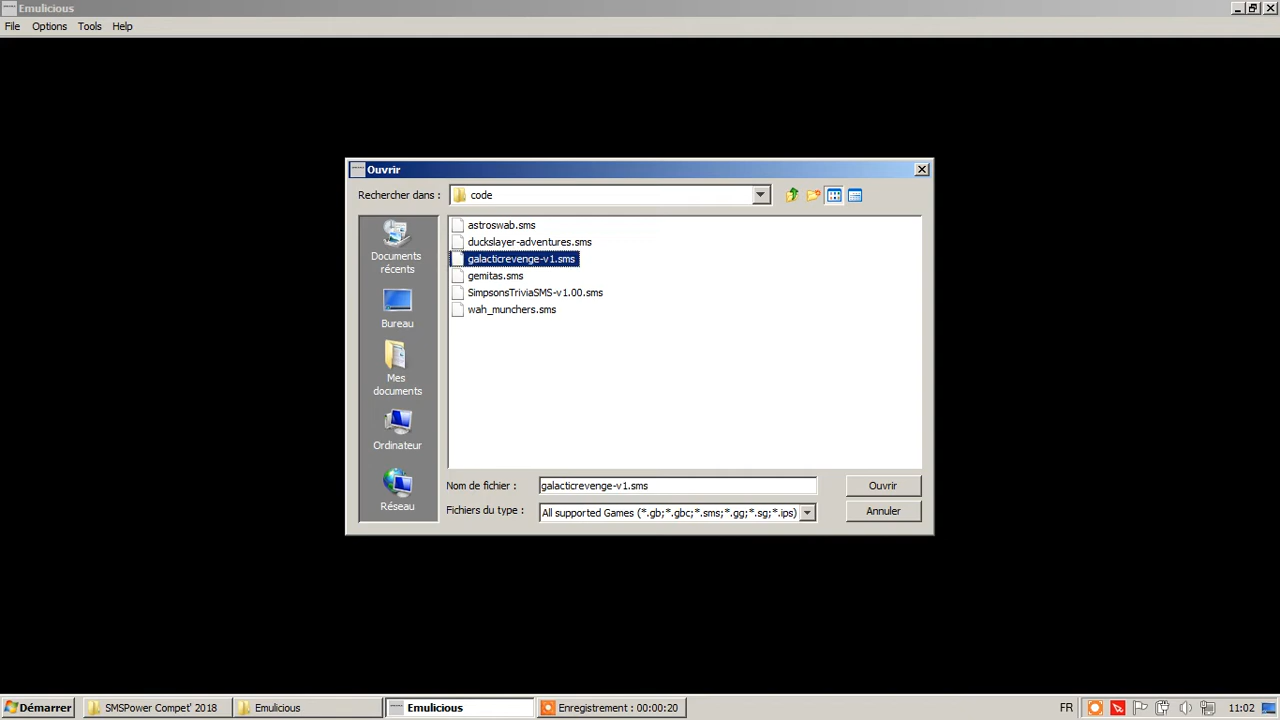 Emulicious
File Options Tools Help
Ouvrir
Rechercher dans : code
astroswab.sms
duckslayer-adventures.sms
galacticrevenge-v1.sms
gemitas.sms
SimpsonsTriviaSMS-v1.00.sms
wah_munchers.sms
Documents
récents
Bureau
Mes
documents
Ordinateur
Réseau
Nom de fichier : galacticrevenge-v1.sms Ouvrir
Fichiers du type : All supported Games (*.gb;*.gbc;*.sms;*.gg;*.sg;*.ips) Annuler
Démarrer SMSPower Compet' 2018 Emulicious Emulicious Enregistrement : 00:00:20 FR 11:02